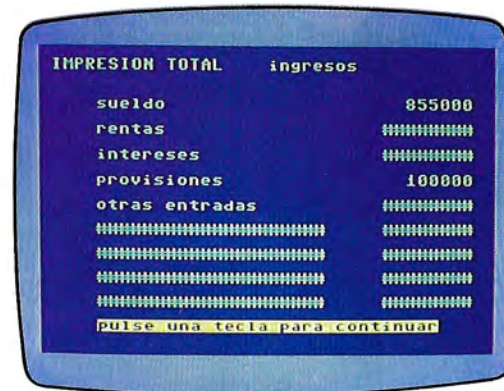 IMPRESION TOTAL ingresos
sueldo 855000
rentas ############
intereses ############
provisiones 100000
otras entradas ############
############################## ############
############################## ############
############################## ############
############################## ############
pulse una tecla para continuar